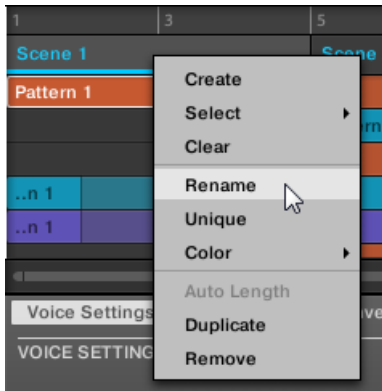 1 3 5
Scene 1 Scene
Create
Pattern 1
Select
Clear
Rename
..n 1
Unique
..n 1
Color
Auto Length
Voice Settings
Duplicate
VOICE SETTING
Remove